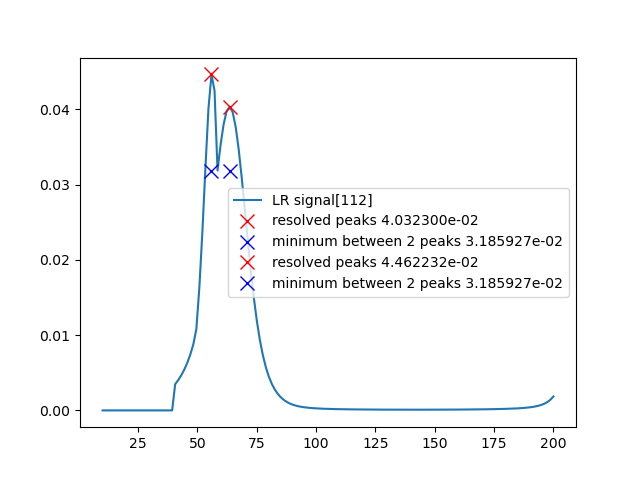 0.04
0.03
0.02
0.01
0.00
LR signal[112]
resolved peaks 4.032300e-02
minimum between 2 peaks 3.185927e-02
resolved peaks 4.462232e-02
minimum between 2 peaks 3.185927e-02
25 50 75 100 125 150 175 200